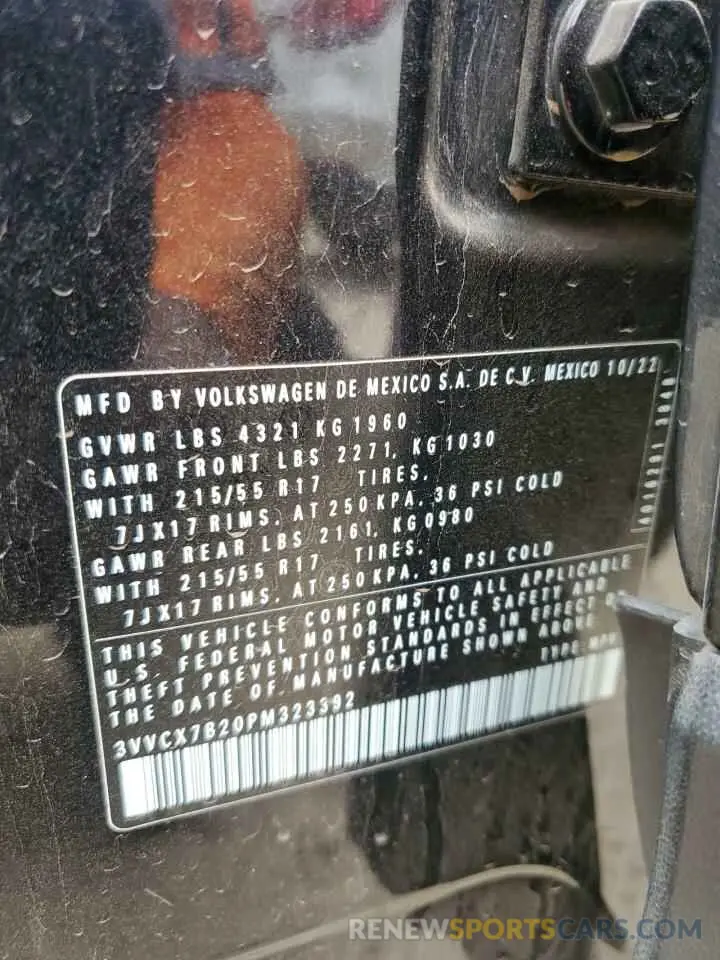 MFD BY VOLKSWAGEN DE MEXICO S.A. DE C.V. MEXICO 10/22
GVWR LBS 4321 KG 1960
GAWR FRONT LBS 2271, KG 1030
WITH 215/55 R17 TIRES,
7JX17 RIMS, AT 250 KPA, 36 PSI COLD
GAWR REAR LBS 2161, KG 0980
WITH 215/55 R17 TIRES,
7JX17 RIMS, AT 250 KPA, 36 PSI COLD
THIS VEHICLE CONFORMS TO ALL APPLICABLE
U.S. FEDERAL MOTOR VEHICLE SAFETY AND
THEFT PREVENTION STANDARDS IN EFFECT
THE DATE OF MANUFACTURE SHOWN ABOVE
3VVCX7B20PM323592 TYPE
RENEWSPORTSCARS.COM